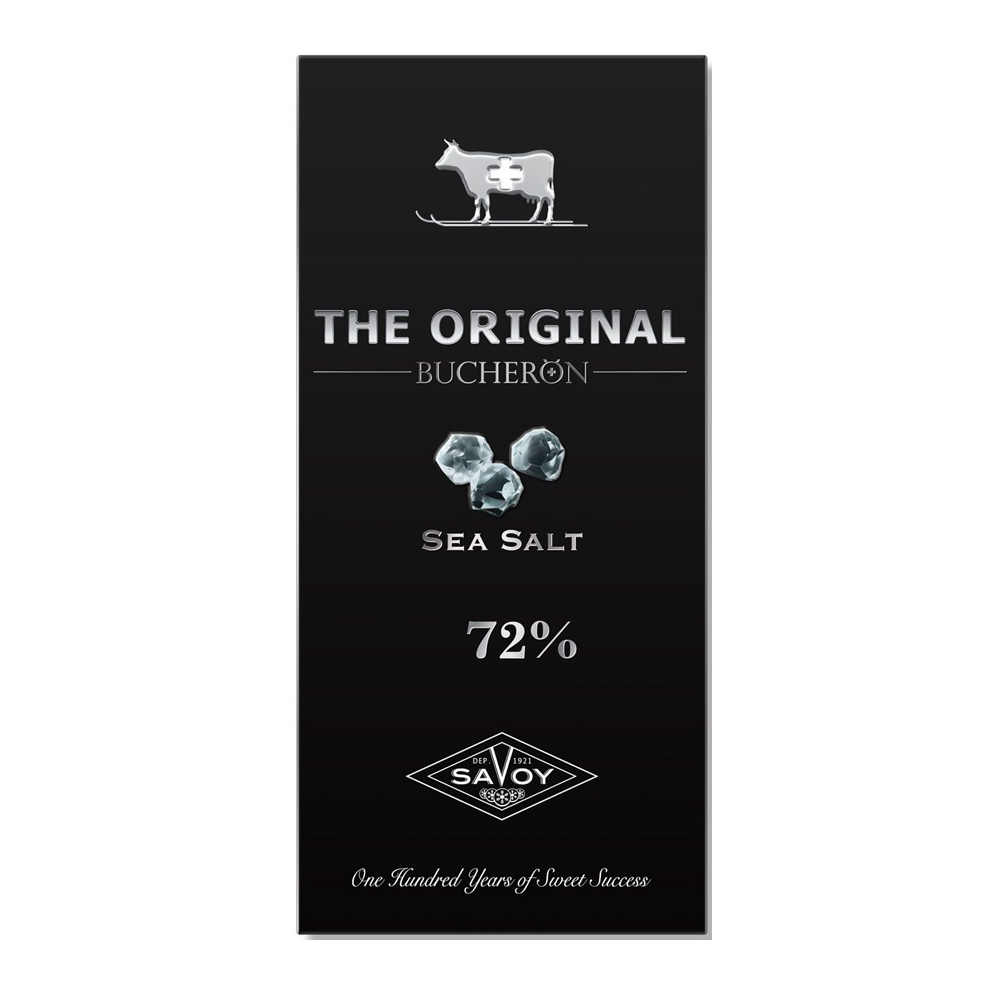 THE ORIGINAL
BUCHERON
SEA SALT
72%
DEP. 1921
SAVOY
One Hundred Years of Sweet Success